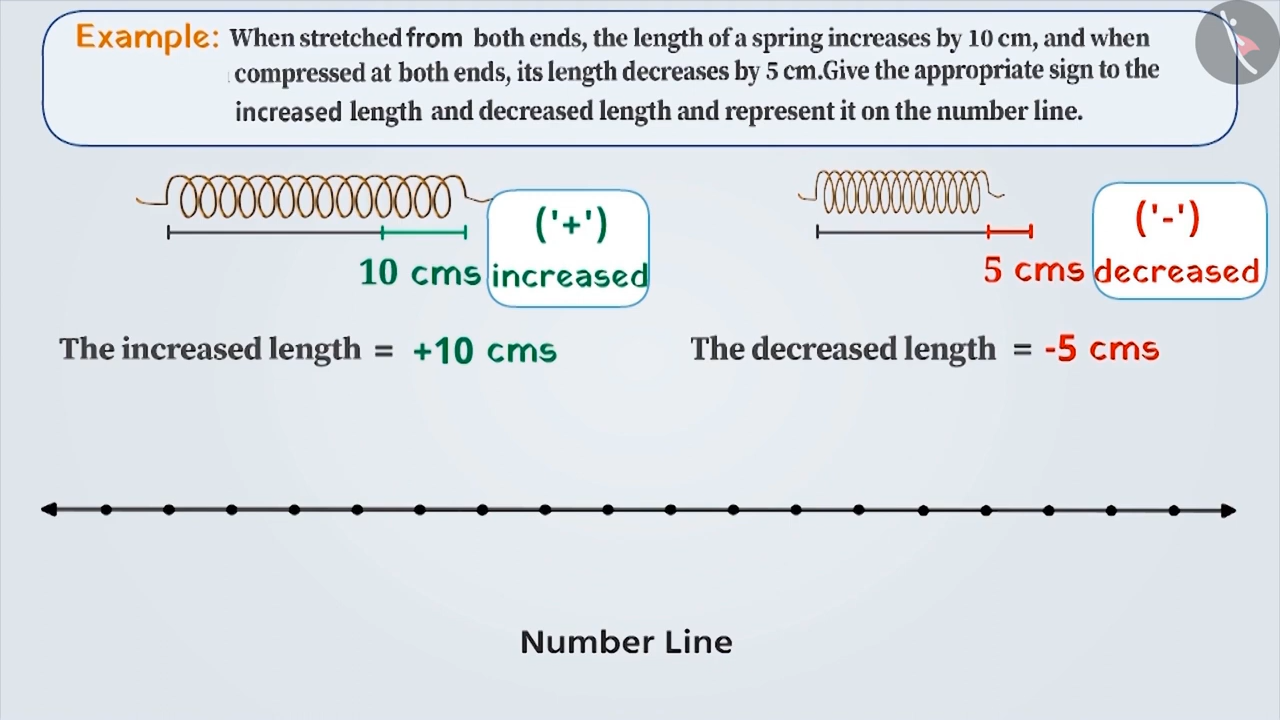 Example: When stretched from both ends, the length of a spring increases by 10 cm, and when
compressed at both ends, its length decreases by 5 cm.Give the appropriate sign to the
increased length and decreased length and represent it on the number line.
('+')
10 cms increased
('-')
5 cms decreased
The increased length = +10 cms
The decreased length = -5 cms
Number Line